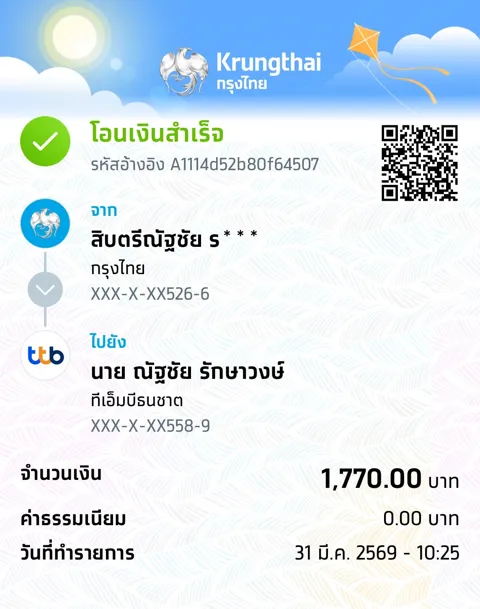 Krungthai
กรุงไทย
โอนเงินสำเร็จ
รหัสอ้างอิง A1114d52b80f64507
จาก
สิบตรีณัฐชัย ร***
กรุงไทย
XXX-X-XX526-6
ttb
ไปยัง
นาย ณัฐชัย รักษาวงษ์
ทีเอ็มบีธนชาต
XXX-X-XX558-9
จำนวนเงิน 1,770.00 บาท
ค่าธรรมเนียม 0.00 บาท
วันที่ทำรายการ 31 มี.ค. 2569 - 10:25